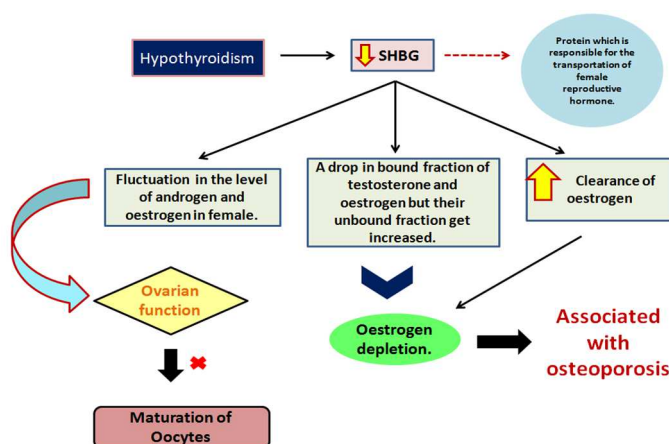 Hypothyroidism
SHBG
Protein which is
responsible for the
transportation of
female
reproductive
hormone.
Fluctuation in the level
of androgen and
oestrogen in female.
A drop in bound fraction of
testosterone and
oestrogen but their
unbound fraction get
increased.
Clearance of
oestrogen
Ovarian
function
Oestrogen
depletion.
Associated
with
osteoporosis
Maturation of
Oocytes